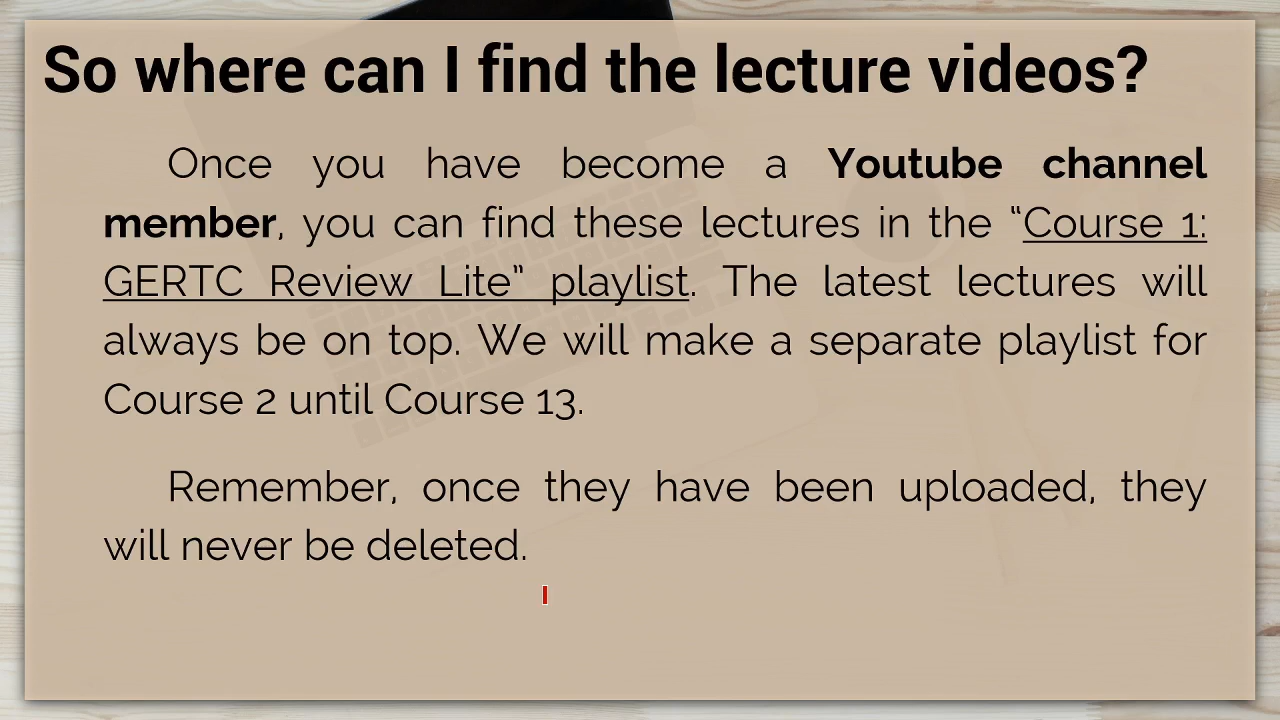 So where can I find the lecture videos?
Once you have become a Youtube channel
member, you can find these lectures in the “Course 1:
GERTC Review Lite” playlist. The latest lectures will
always be on top. We will make a separate playlist for
Course 2 until Course 13.
Remember, once they have been uploaded, they
will never be deleted.